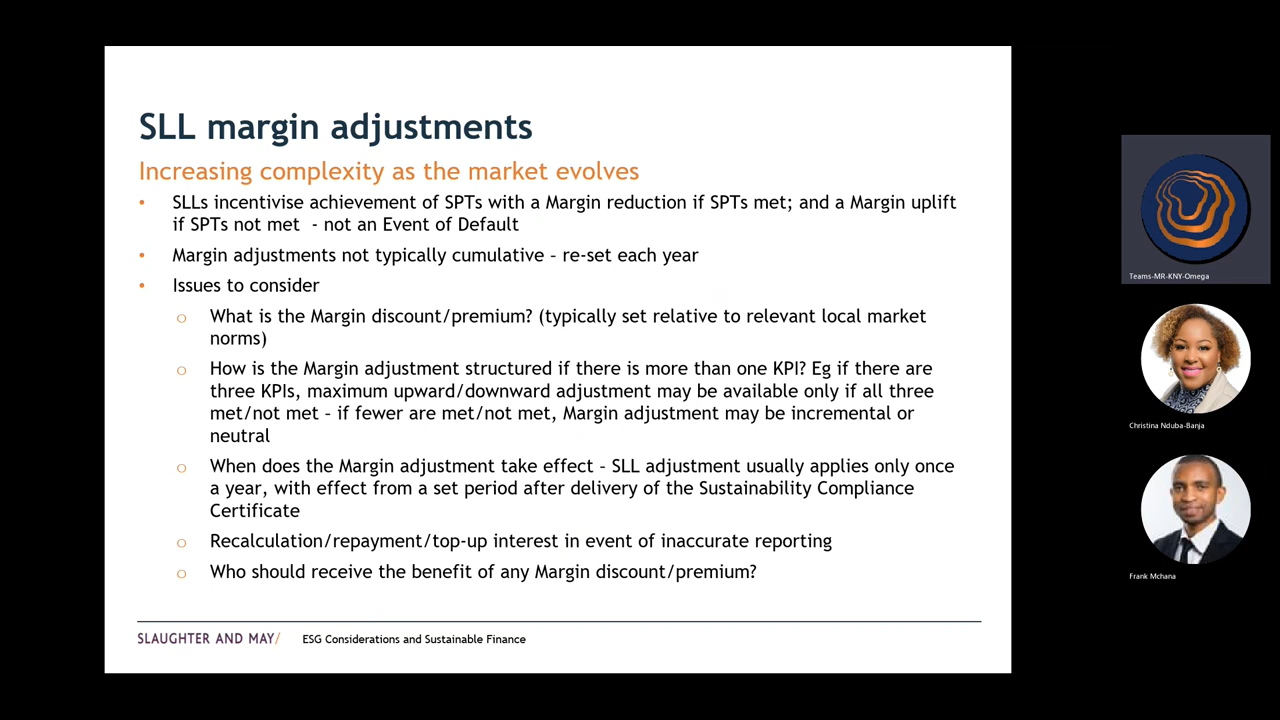 SLL margin adjustments
Increasing complexity as the market evolves
• SLLs incentivise achievement of SPTs with a Margin reduction if SPTs met; and a Margin uplift
if SPTs not met - not an Event of Default
• Margin adjustments not typically cumulative – re-set each year
• Issues to consider
o What is the Margin discount/premium? (typically set relative to relevant local market
norms)
o How is the Margin adjustment structured if there is more than one KPI? Eg if there are
three KPIs, maximum upward/downward adjustment may be available only if all three
met/not met – if fewer are met/not met, Margin adjustment may be incremental or
neutral
o When does the Margin adjustment take effect – SLL adjustment usually applies only once
a year, with effect from a set period after delivery of the Sustainability Compliance
Certificate
o Recalculation/repayment/top-up interest in event of inaccurate reporting
o Who should receive the benefit of any Margin discount/premium?
SLAUGHTER AND MAY/ ESG Considerations and Sustainable Finance
Teams-MR-KNY-Omega
Christina Nduba-Banja
Frank Mchana